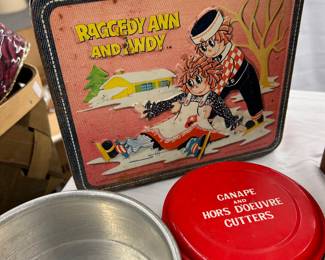 RAGGEDY ANN
AND ANDY
CANAPE
AND
HORS D'OEUVRE
CUTTERS